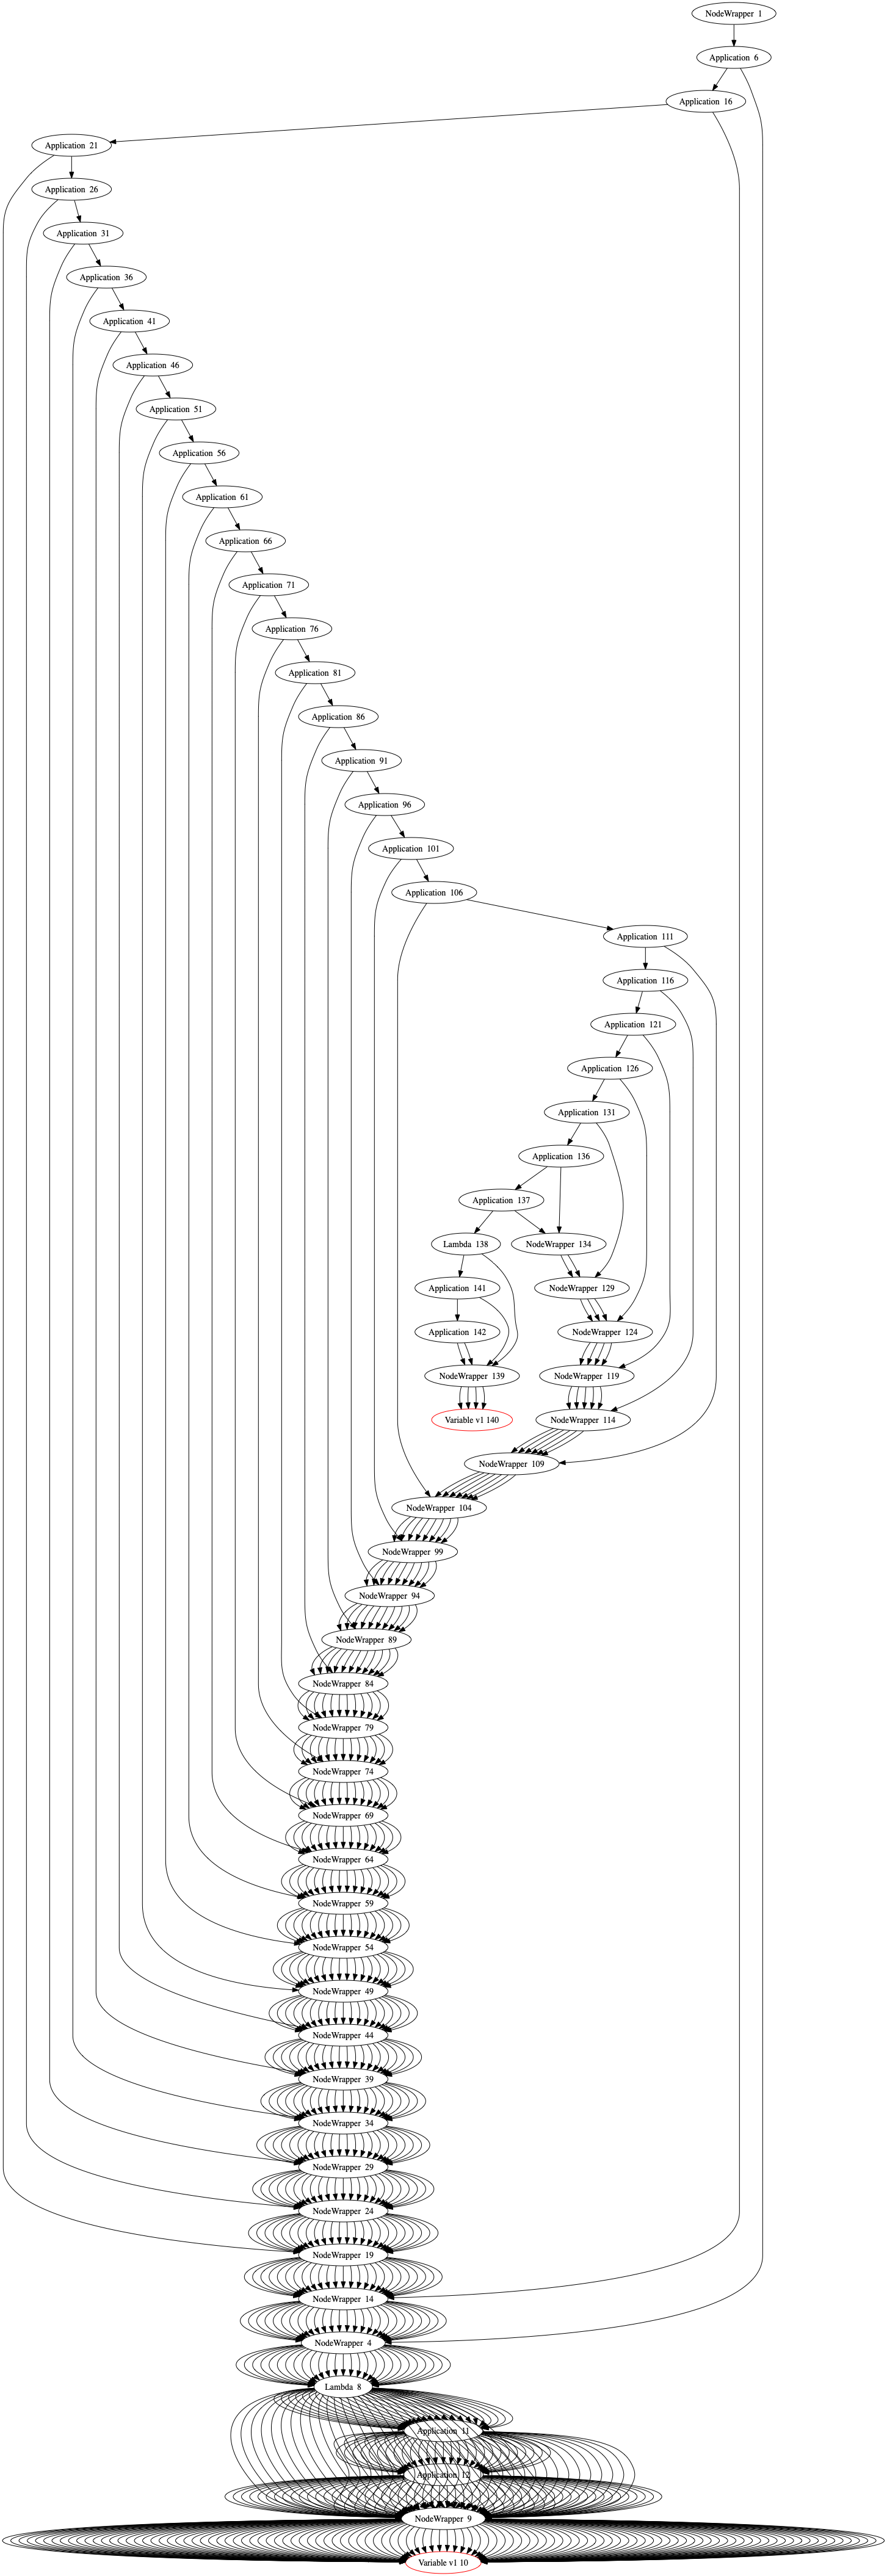 NodeWrapper 1
Application 6
Application 16
Application 21
Application 26
Application 31
Application 36
Application 41
Application 46
Application 51
Application 56
Application 61
Application 66
Application 71
Application 76
Application 81
Application 86
Application 91
Application 96
Application 101
Application 106
Application 111
Application 116
Application 121
Application 126
Application 131
Application 136
Application 137
Lambda 138
NodeWrapper 134
Application 141
NodeWrapper 129
Application 142
NodeWrapper 124
NodeWrapper 139
NodeWrapper 119
Variable v1 140
NodeWrapper 114
NodeWrapper 109
NodeWrapper 104
NodeWrapper 99
NodeWrapper 94
NodeWrapper 89
NodeWrapper 84
NodeWrapper 79
NodeWrapper 74
NodeWrapper 69
NodeWrapper 64
NodeWrapper 59
NodeWrapper 54
NodeWrapper 49
NodeWrapper 44
NodeWrapper 39
NodeWrapper 34
NodeWrapper 29
NodeWrapper 24
NodeWrapper 19
NodeWrapper 14
NodeWrapper 4
Lambda 8
Application 11
Application 12
NodeWrapper 9
Variable v1 10